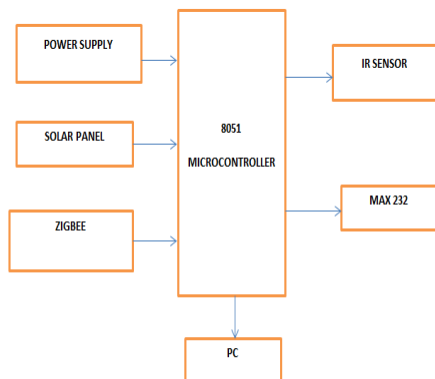 POWER SUPPLY
IR SENSOR
SOLAR PANEL
8051
MICROCONTROLLER
MAX 232
ZIGBEE
PC